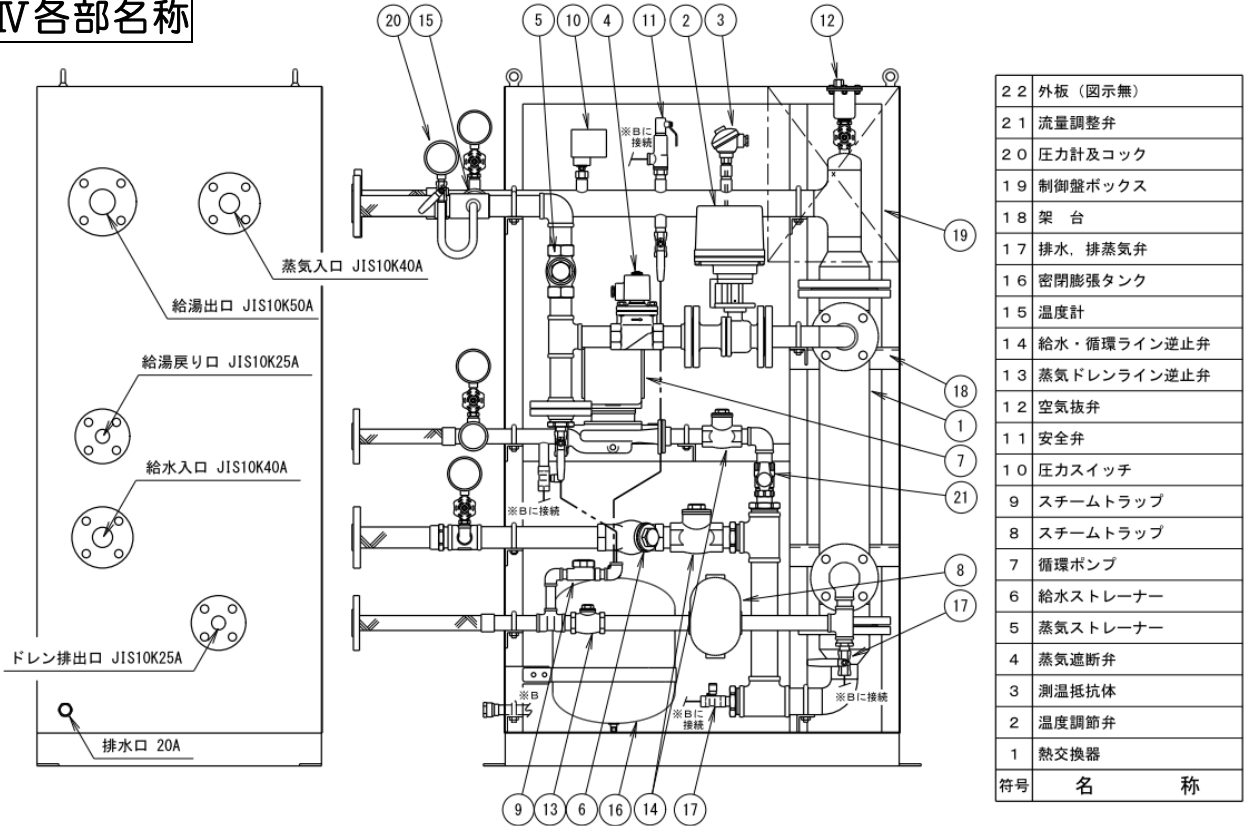 Ⅳ各部名称
20
15
5
10
4
11
2
3
12
※Bに
接続
蒸気入口 JIS10K40A
給湯出口 JIS10K50A
給湯戻り口 JIS10K25A
給水入口 JIS10K40A
ドレン排出口 JIS10K25A
排水口 20A
19
18
1
7
21
8
17
※Bに接続
※B
※Bに
接続
※Bに接続
9
13
6
16
14
17
22 外板（図示無）
21 流量調整弁
20 圧力計及コック
19 制御盤ボックス
18 架 台
17 排水，排蒸気弁
16 密閉膨張タンク
15 温度計
14 給水・循環ライン逆止弁
13 蒸気ドレンライン逆止弁
12 空気抜弁
11 安全弁
10 圧力スイッチ
9 スチームトラップ
8 スチームトラップ
7 循環ポンプ
6 給水ストレーナー
5 蒸気ストレーナー
4 蒸気遮断弁
3 測温抵抗体
2 温度調節弁
1 熱交換器
符号 名 称